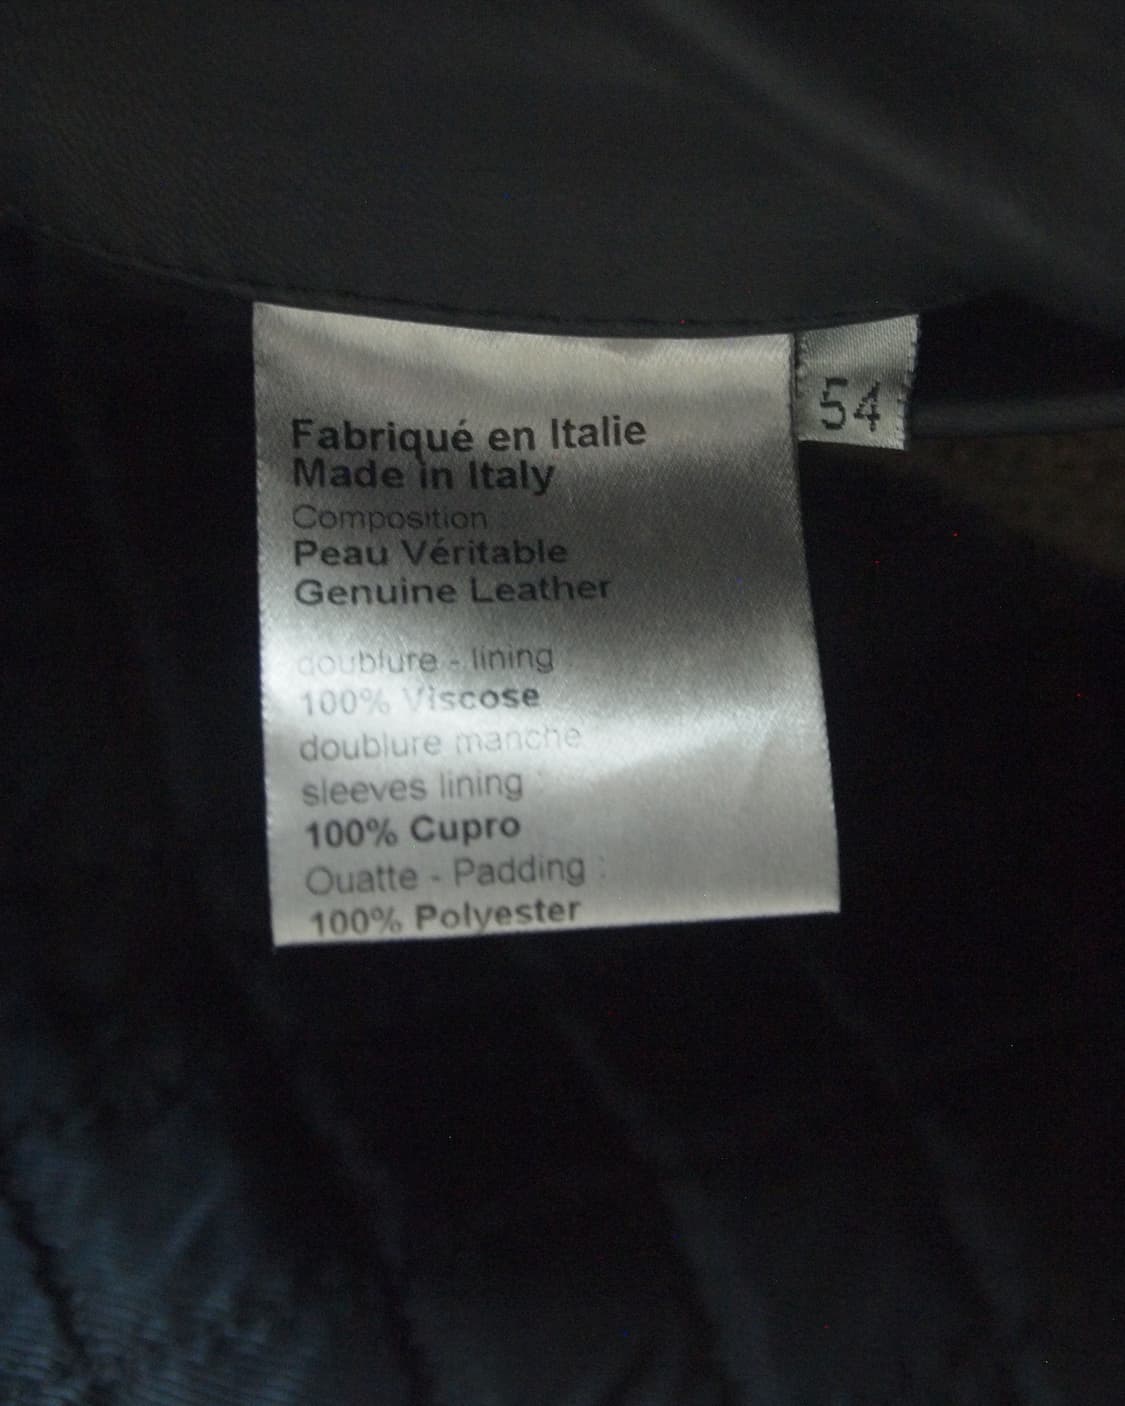 Fabriqué en Italie
Made in Italy
Composition :
Peau Véritable
Genuine Leather
doublure - lining
100% Viscose
doublure manche
sleeves lining :
100% Cupro
Ouatte - Padding :
100% Polyester
54